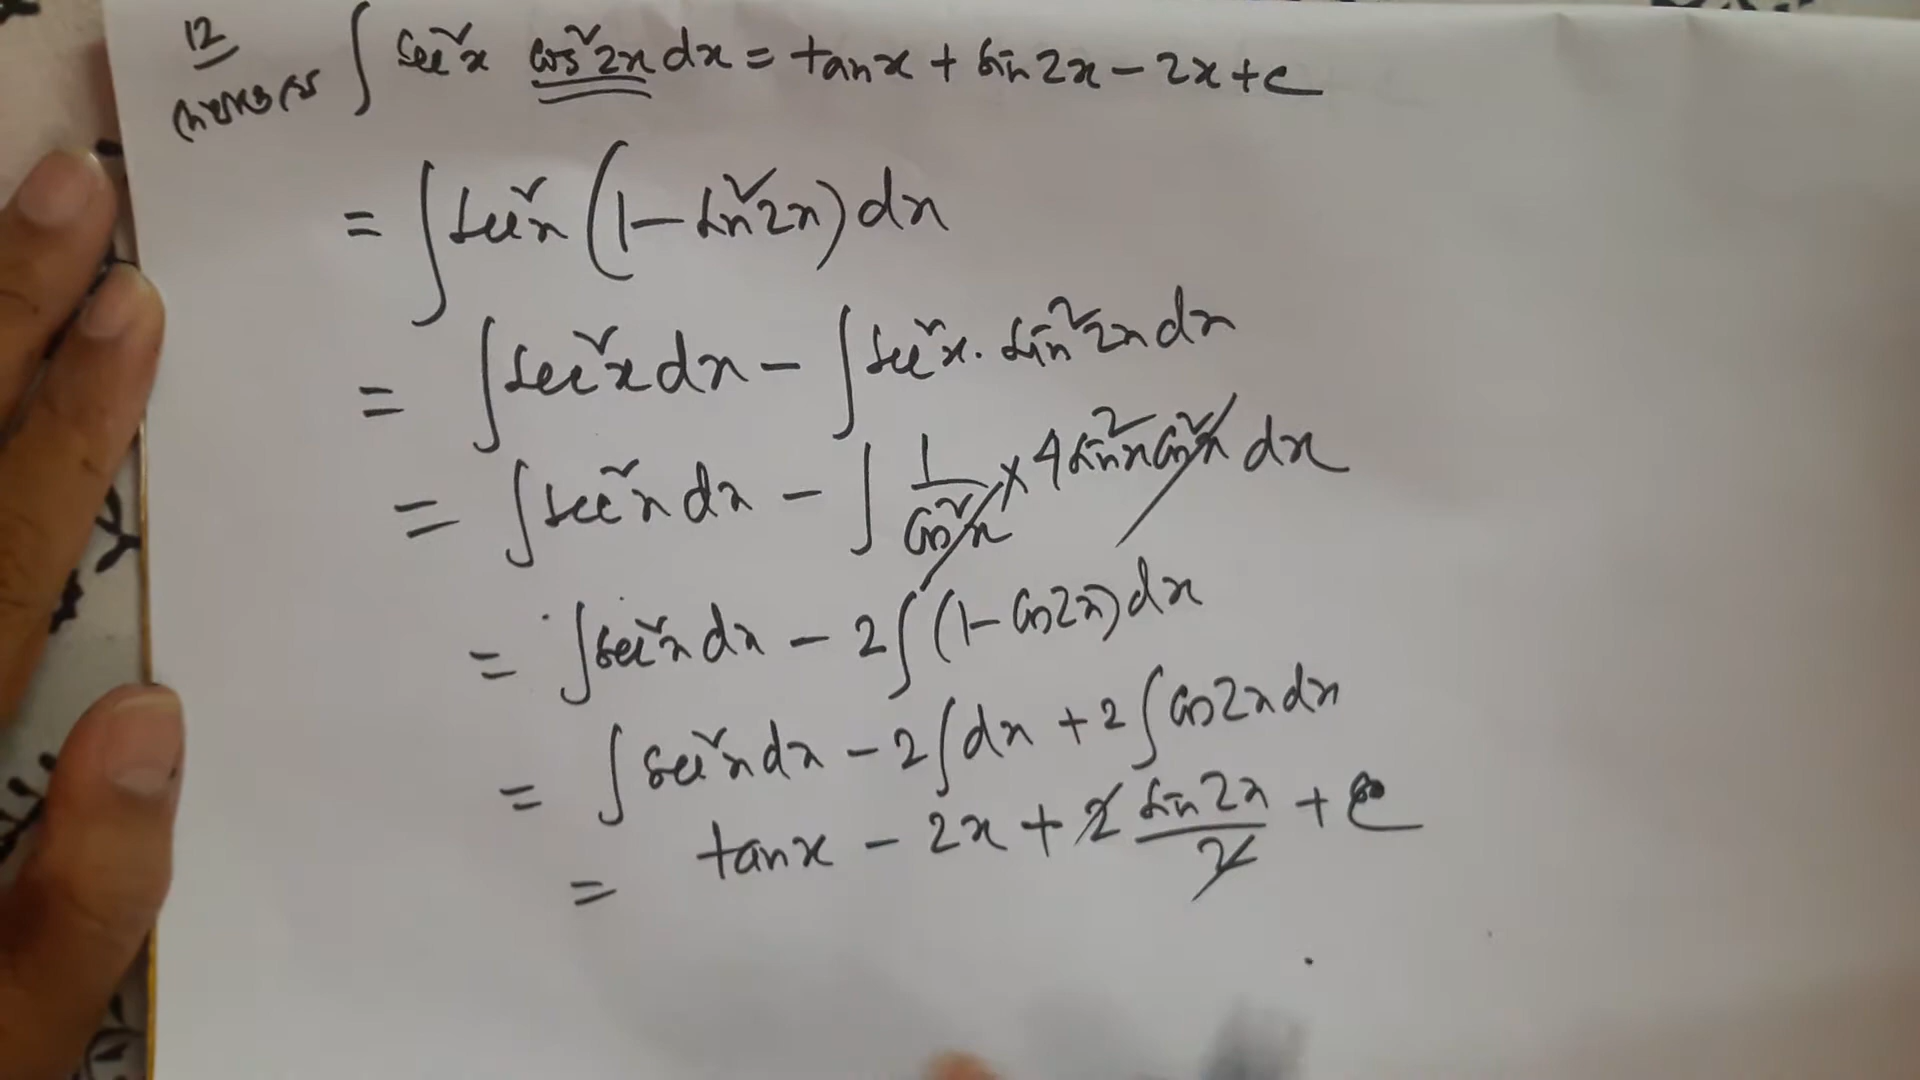 12 ∫ sec²x cos²2x dx = tanx + sin2x − 2x + c
= ∫ sec²x (1 − sin²2x) dx
= ∫ sec²x dx − ∫ sec²x . sin²2x dx
= ∫ sec²x dx − ∫ 1/cos²x × 4 sin²x cos²x dx
= ∫ sec²x dx − 2 ∫ (1 − cos2x) dx
= ∫ sec²x dx − 2 ∫ dx + 2 ∫ cos2x dx
= tanx − 2x + 2 sin2x/2 + c